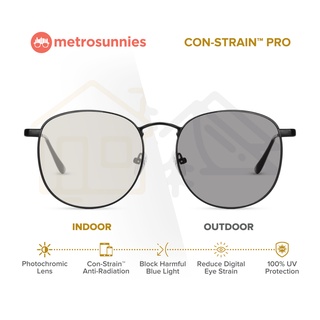 metrosunnies
CON-STRAIN™ PRO
INDOOR
OUTDOOR
Photochromic
Lens
Con-Strain™
Anti-Radiation
Block Harmful
Blue Light
Reduce Digital
Eye Strain
100% UV
Protection